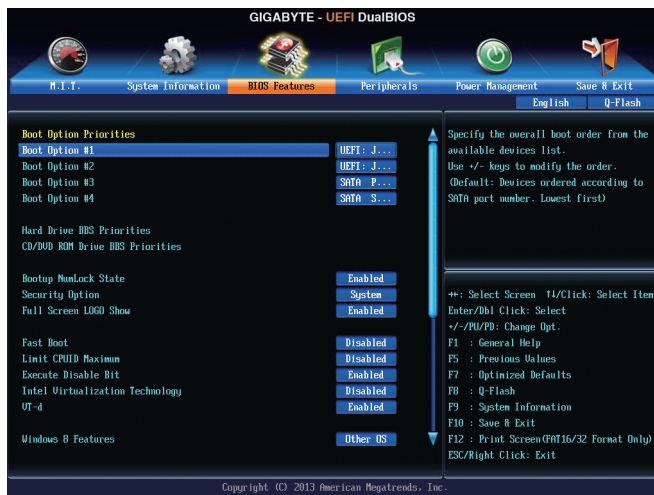 GIGABYTE - UEFI DualBIOS
M.I.T. System Information BIOS Features Peripherals Power Management Save & Exit
English Q-Flash
Boot Option Priorities
Boot Option #1 UEFI: J...
Boot Option #2 UEFI: J...
Boot Option #3 SATA P...
Boot Option #4 SATA S...
Hard Drive BBS Priorities
CD/DVD ROM Drive BBS Priorities
Bootup NumLock State Enabled
Security Option System
Full Screen LOGO Show Enabled
Fast Boot Disabled
Limit CPUID Maximum Disabled
Execute Disable Bit Enabled
Intel Virtualization Technology Disabled
VT-d Enabled
Windows 8 Features Other OS
Specify the overall boot order from the
available devices list.
Use +/- keys to modify the order.
(Default: Devices ordered according to
SATA port number. Lowest first)
→←: Select Screen ↑↓/Click: Select Item
Enter/Dbl Click: Select
+/-/PU/PD: Change Opt.
F1 : General Help
F5 : Previous Values
F7 : Optimized Defaults
F8 : Q-Flash
F9 : System Information
F10 : Save & Exit
F12 : Print Screen(FAT16/32 Format Only)
ESC/Right Click: Exit
Copyright (C) 2013 American Megatrends, Inc.